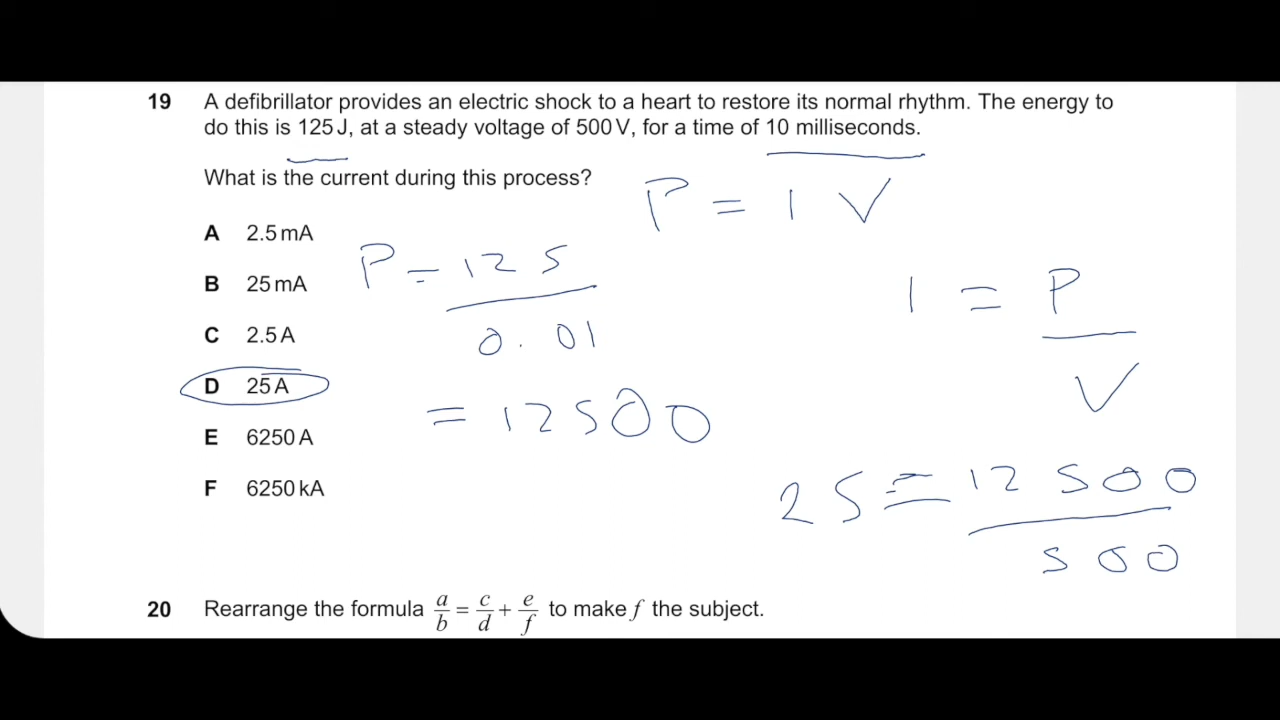 19 A defibrillator provides an electric shock to a heart to restore its normal rhythm. The energy to
do this is 125 J, at a steady voltage of 500 V, for a time of 10 milliseconds.
What is the current during this process?
P = I V
A 2.5 mA
P = 125 / 0.01
B 25 mA
I = P / V
C 2.5 A
D 25 A
= 12500
E 6250 A
F 6250 kA
25 = 12500 / 500
20 Rearrange the formula a/b = c/d + e/f to make f the subject.